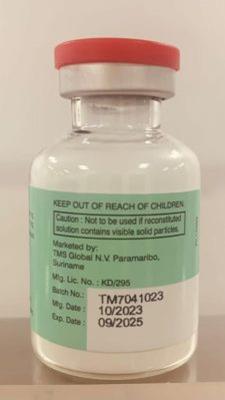 KEEP OUT OF REACH OF CHILDREN.
Caution : Not to be used if reconstituted
solution contains visible solid particles.
Marketed by:
TMS Global N.V. Paramaribo,
Suriname
Mfg. Lic. No. : KD/295
Batch No.: TM7041023
Mfg. Date : 10/2023
Exp. Date : 09/2025